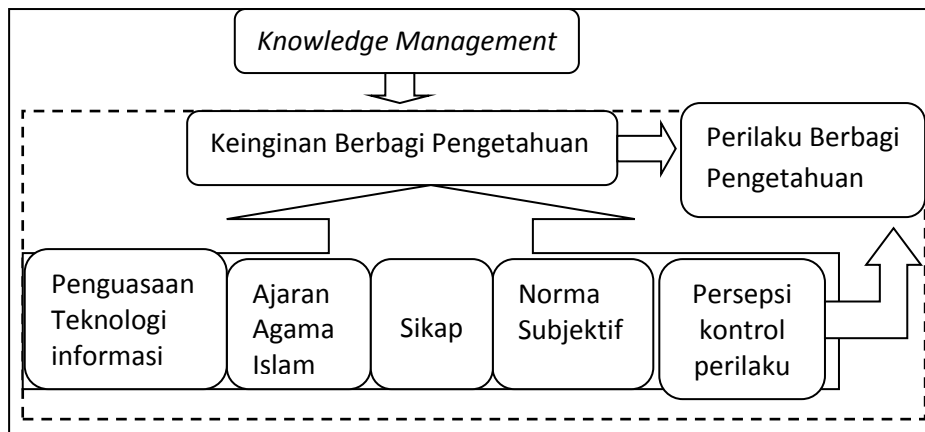 Knowledge Management
Keinginan Berbagi Pengetahuan
Perilaku Berbagi
Pengetahuan
Penguasaan
Teknologi
informasi
Ajaran
Agama
Islam
Sikap
Norma
Subjektif
Persepsi
kontrol
perilaku